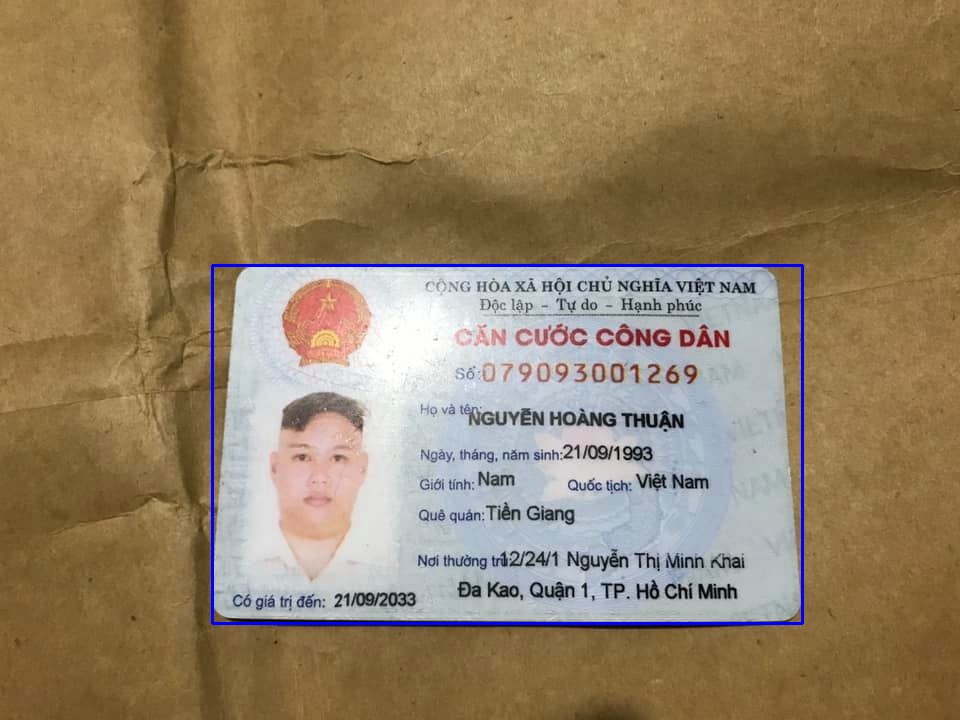 CỘNG HÒA XÃ HỘI CHỦ NGHĨA VIỆT NAM
Độc lập - Tự do - Hạnh phúc
CĂN CƯỚC CÔNG DÂN
Số: 079093001269
Họ và tên: NGUYỄN HOÀNG THUẬN
Ngày, tháng, năm sinh: 21/09/1993
Giới tính: Nam Quốc tịch: Việt Nam
Quê quán: Tiền Giang
Nơi thường trú: 12/24/1 Nguyễn Thị Minh Khai
Đa Kao, Quận 1, TP. Hồ Chí Minh
Có giá trị đến: 21/09/2033